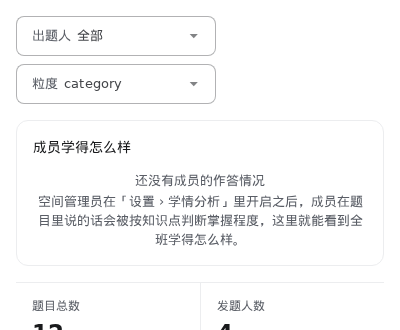 出题人 全部
粒度 category
成员学得怎么样
还没有成员的作答情况
空间管理员在「设置 › 学情分析」里开启之后，成员在题
目里说的话会被按知识点判断掌握程度，这里就能看到全
班学得怎么样。
题目总数 出题人数
12 4